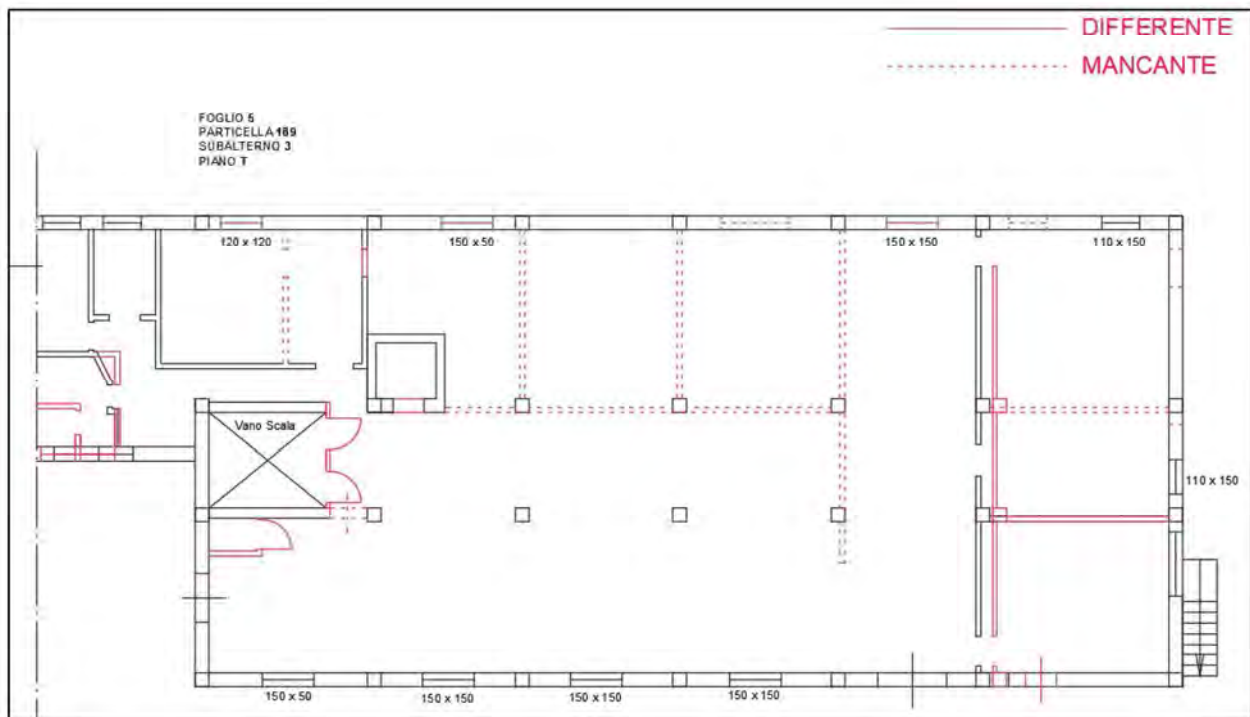 DIFFERENTE
MANCANTE
FOGLIO 5
PARTICELLA 169
SUBALTERNO 3
PIANO T
120 x 120
150 x 50
150 x 150
110 x 150
Vano Scala
110 x 150
150 x 50
150 x 150
150 x 150
150 x 150